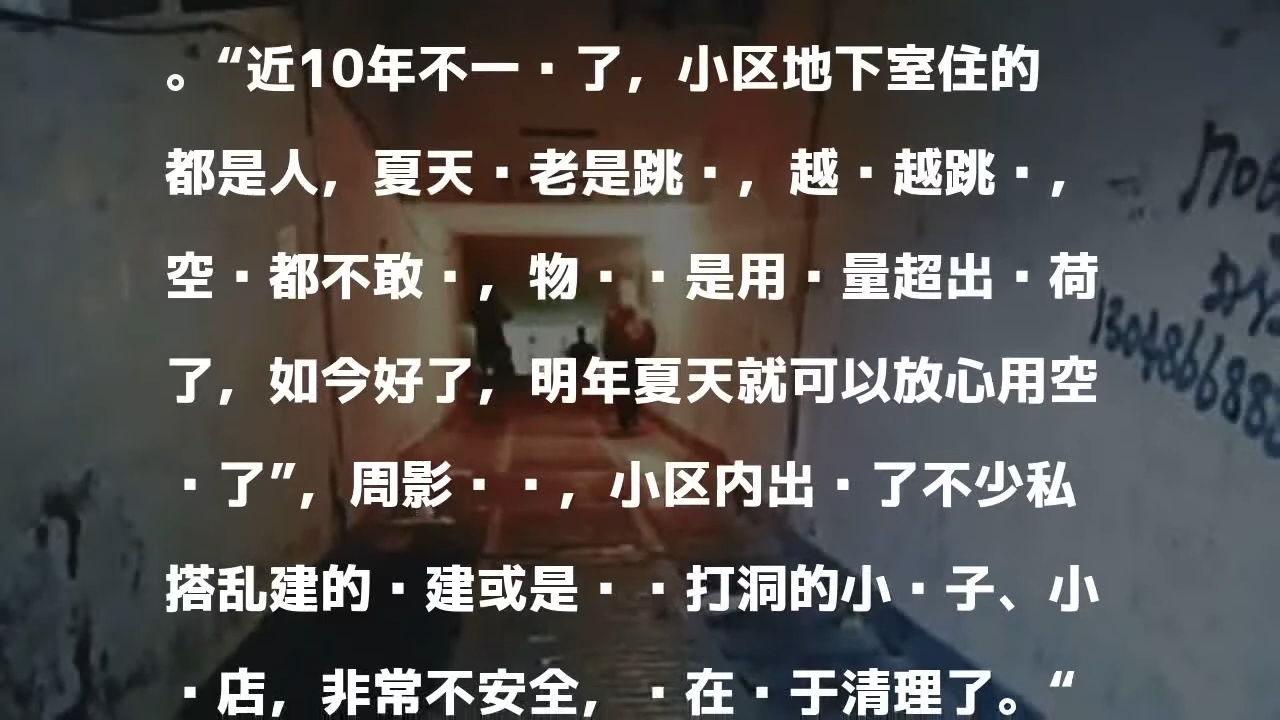 。“近10年不一·了，小区地下室住的
都是人，夏天·老是跳·，越·越跳·，
空·都不敢·，物··是用·量超出·荷
了，如今好了，明年夏天就可以放心用空
·了”，周影··，小区内出·了不少私
搭乱建的·建或是··打洞的小·子、小
·店，非常不安全，·在·于清理了。“